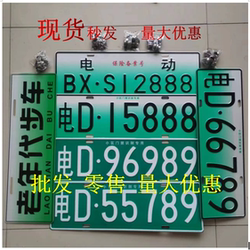 现货 秒发 量大优惠
电 动
BX·S12888
电D·15888
电D·96989
批发 零售 量大优惠
电D·55789
老年代步车
LAO NIAN DAI BU CHE
电D·66789